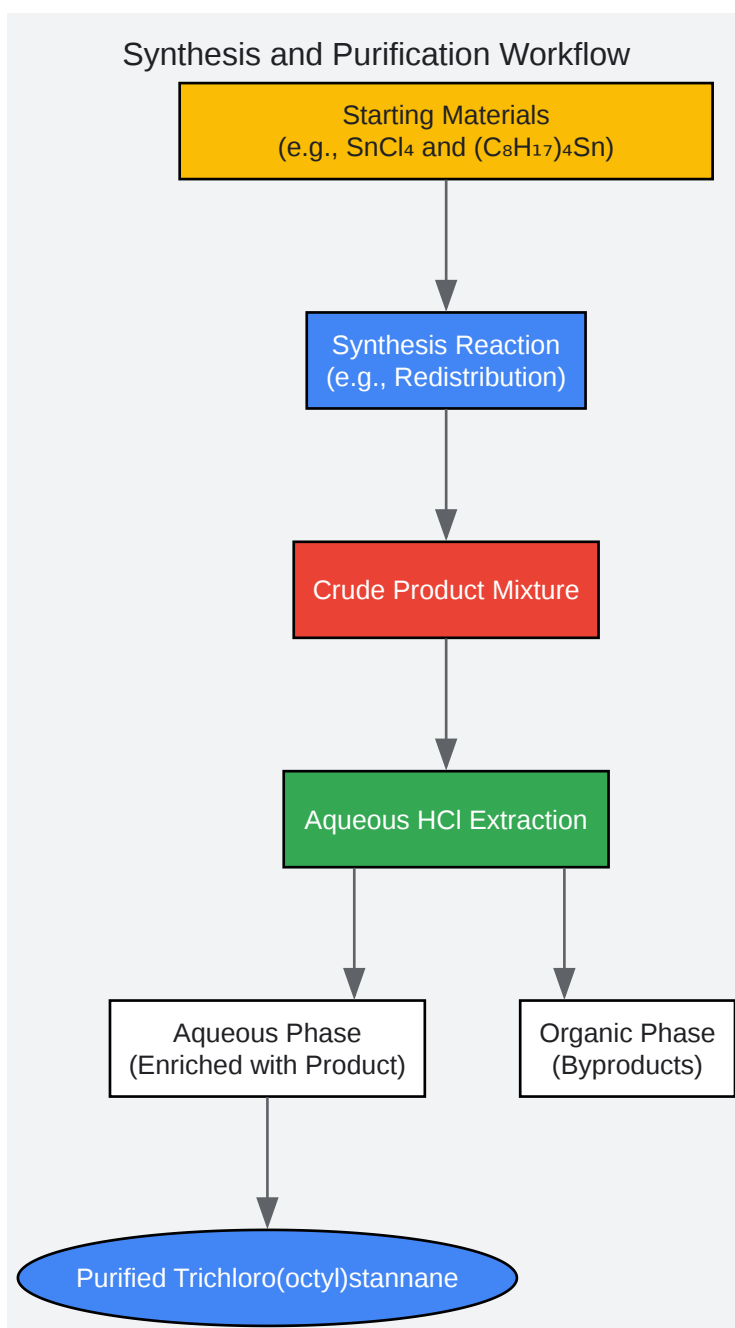 Synthesis and Purification Workflow
Starting Materials
(e.g., SnCl₄ and (C₈H₁₇)₄Sn)
Synthesis Reaction
(e.g., Redistribution)
Crude Product Mixture
Aqueous HCl Extraction
Aqueous Phase
(Enriched with Product)
Organic Phase
(Byproducts)
Purified Trichloro(octyl)stannane